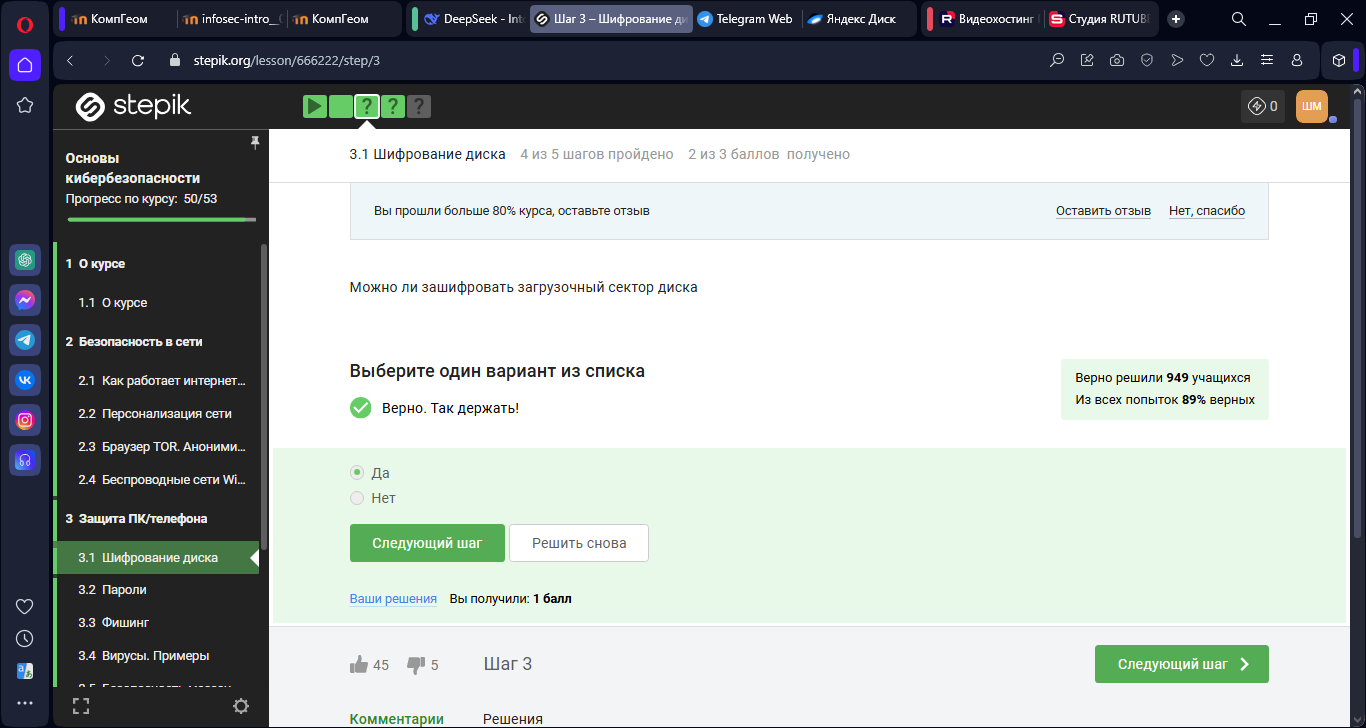 КомпГеом
infosec-intro_
КомпГеом
DeepSeek - Int
Шаг 3 – Шифрование ди
Telegram Web
Яндекс Диск
Видеохостинг
Студия RUTUBE
stepik.org/lesson/666222/step/3
stepik
0
ШМ
Основы
кибербезопасности
Прогресс по курсу: 50/53
1 О курсе
1.1 О курсе
2 Безопасность в сети
2.1 Как работает интернет...
2.2 Персонализация сети
2.3 Браузер TOR. Анонимі...
2.4 Беспроводные сети Wi...
3 Защита ПК/телефона
3.1 Шифрование диска
3.2 Пароли
3.3 Фишинг
3.4 Вирусы. Примеры
3.1 Шифрование диска 4 из 5 шагов пройдено 2 из 3 баллов получено
Вы прошли больше 80% курса, оставьте отзыв
Оставить отзыв Нет, спасибо
Можно ли зашифровать загрузочный сектор диска
Выберите один вариант из списка
Верно. Так держать!
Верно решили 949 учащихся
Из всех попыток 89% верных
Да
Нет
Следующий шаг Решить снова
Ваши решения Вы получили: 1 балл
45 5 Шаг 3
Следующий шаг
Комментарии Решения